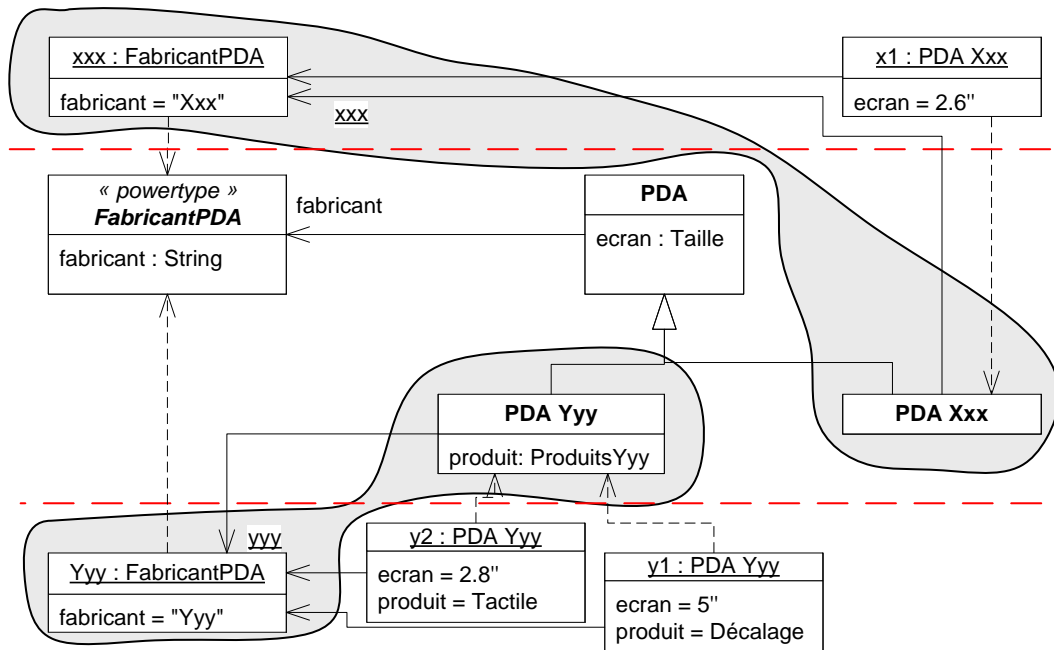 xxx : FabricantPDA
fabricant = "Xxx"
xxx
x1 : PDA Xxx
ecran = 2.6"
« powertype »
FabricantPDA
fabricant : String
fabricant
PDA
ecran : Taille
PDA Yyy
produit: ProduitsYyy
PDA Xxx
yyy
Yyy : FabricantPDA
fabricant = "Yyy"
y2 : PDA Yyy
ecran = 2.8"
produit = Tactile
y1 : PDA Yyy
ecran = 5"
produit = Décalage